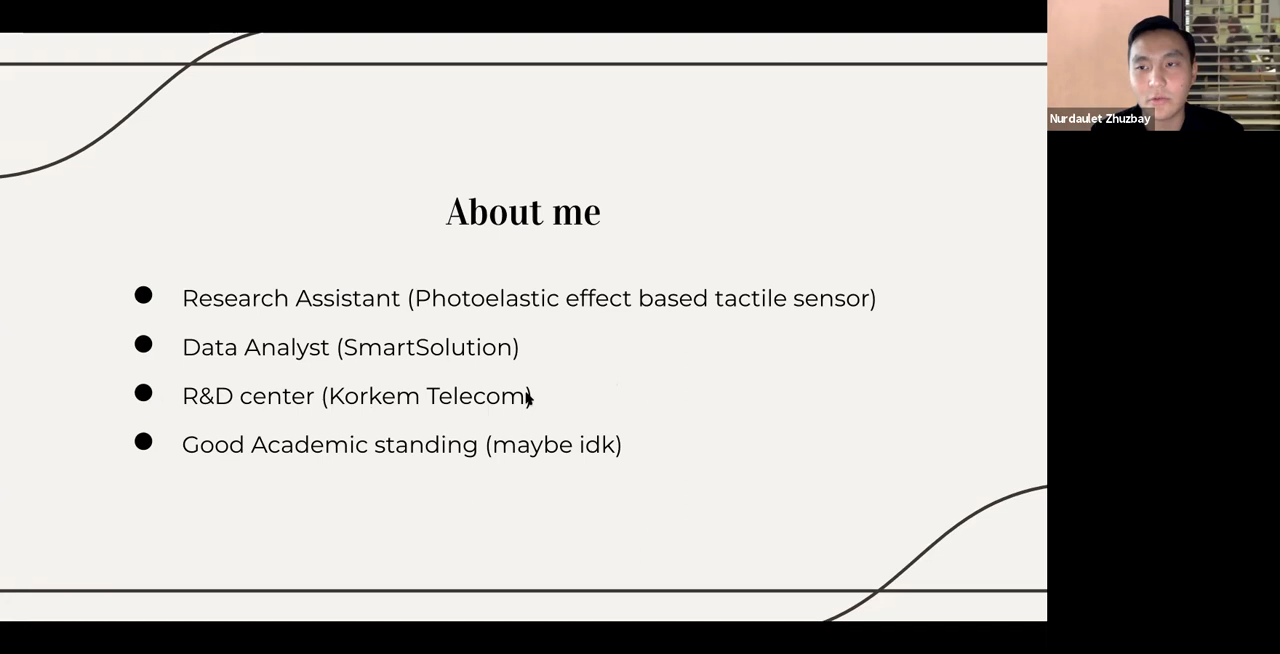 About me
Research Assistant (Photoelastic effect based tactile sensor)
Data Analyst (SmartSolution)
R&D center (Korkem Telecom)
Good Academic standing (maybe idk)
Nurdaulet Zhuzbay